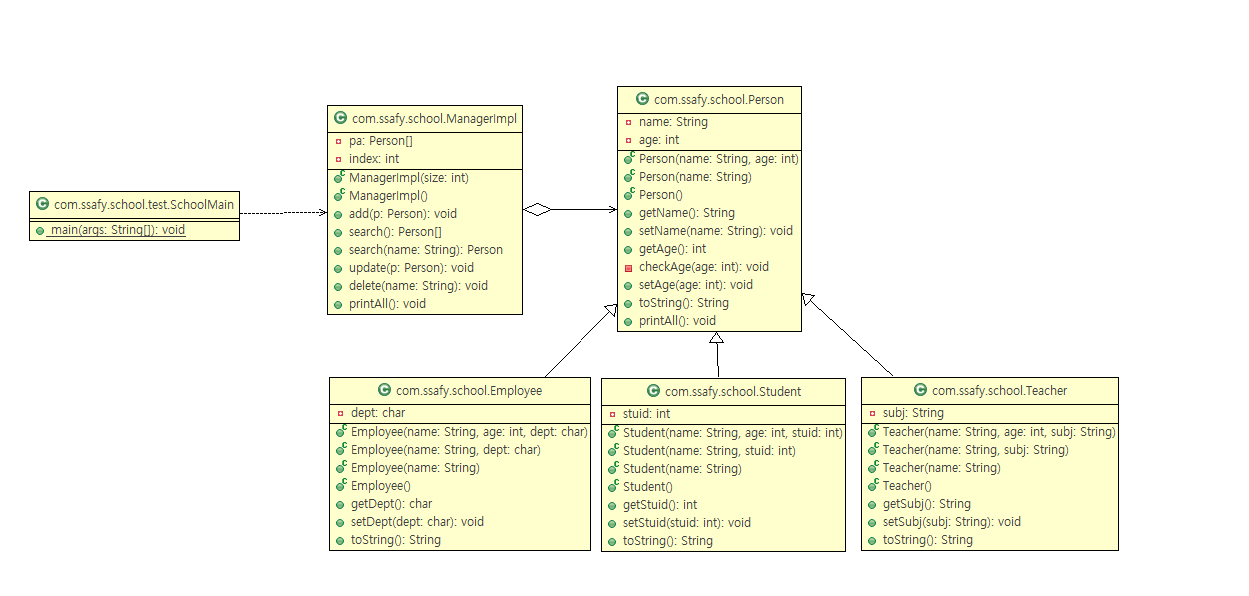 com.ssafy.school.test.SchoolMain
main(args: String[]): void
com.ssafy.school.ManagerImpl
pa: Person[]
index: int
ManagerImpl(size: int)
ManagerImpl()
add(p: Person): void
search(): Person[]
search(name: String): Person
update(p: Person): void
delete(name: String): void
printAll(): void
com.ssafy.school.Person
name: String
age: int
Person(name: String, age: int)
Person(name: String)
Person()
getName(): String
setName(name: String): void
getAge(): int
checkAge(age: int): void
setAge(age: int): void
toString(): String
printAll(): void
com.ssafy.school.Employee
dept: char
Employee(name: String, age: int, dept: char)
Employee(name: String, dept: char)
Employee(name: String)
Employee()
getDept(): char
setDept(dept: char): void
toString(): String
com.ssafy.school.Student
stuid: int
Student(name: String, age: int, stuid: int)
Student(name: String, stuid: int)
Student(name: String)
Student()
getStuid(): int
setStuid(stuid: int): void
toString(): String
com.ssafy.school.Teacher
subj: String
Teacher(name: String, age: int, subj: String)
Teacher(name: String, subj: String)
Teacher(name: String)
Teacher()
getSubj(): String
setSubj(subj: String): void
toString(): String